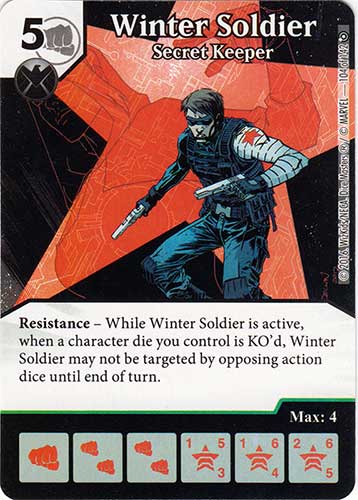 5
Winter Soldier
Secret Keeper
Resistance – While Winter Soldier is active,
when a character die you control is KO'd, Winter
Soldier may not be targeted by opposing action
dice until end of turn.
Max: 4
1 5
3
1 6
4
2 6
5